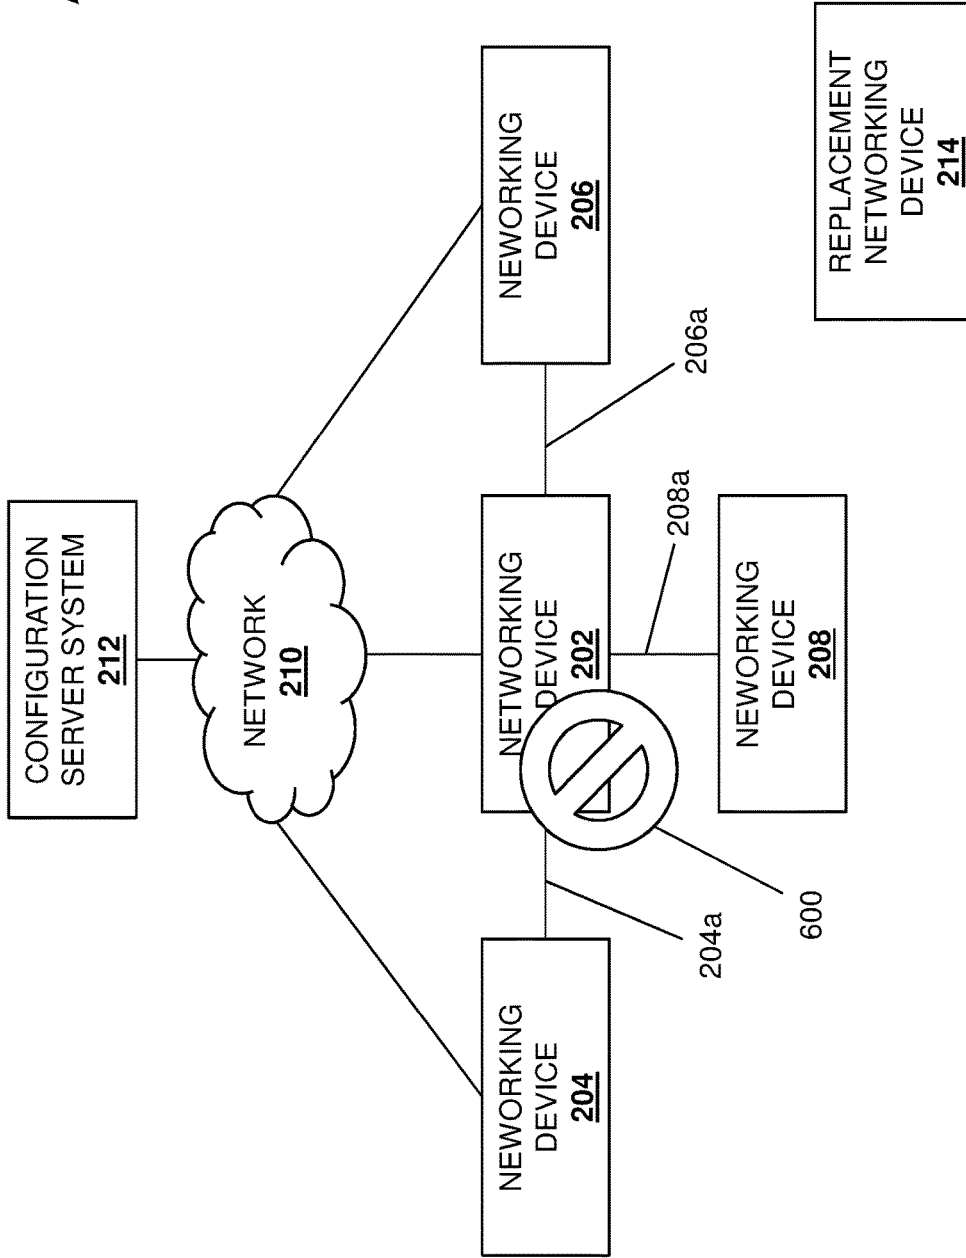 CONFIGURATION
SERVER SYSTEM
212
NETWORK
210
NEWORKING
DEVICE
204
NETWORKING
DEVICE
202
NEWORKING
DEVICE
206
204a
206a
208a
600
NEWORKING
DEVICE
208
REPLACEMENT
NETWORKING
DEVICE
214